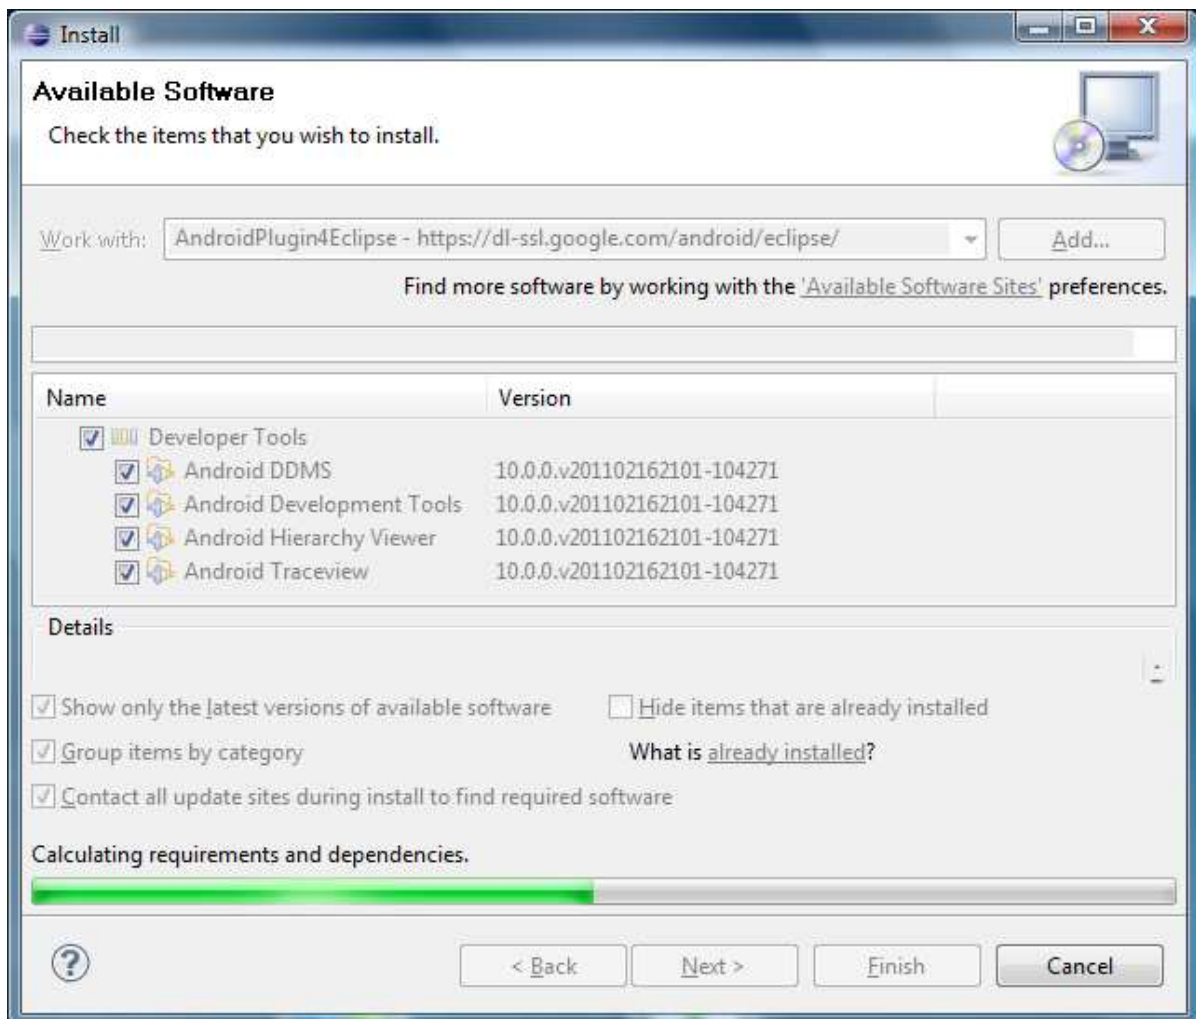 Install
Available Software
Check the items that you wish to install.
Work with: AndroidPlugin4Eclipse - https://dl-ssl.google.com/android/eclipse/ Add...
Find more software by working with the 'Available Software Sites' preferences.
Name Version
Developer Tools
Android DDMS 10.0.0.v201102162101-104271
Android Development Tools 10.0.0.v201102162101-104271
Android Hierarchy Viewer 10.0.0.v201102162101-104271
Android Traceview 10.0.0.v201102162101-104271
Details
Show only the latest versions of available software Hide items that are already installed
Group items by category What is already installed?
Contact all update sites during install to find required software
Calculating requirements and dependencies.
? < Back Next > Finish Cancel